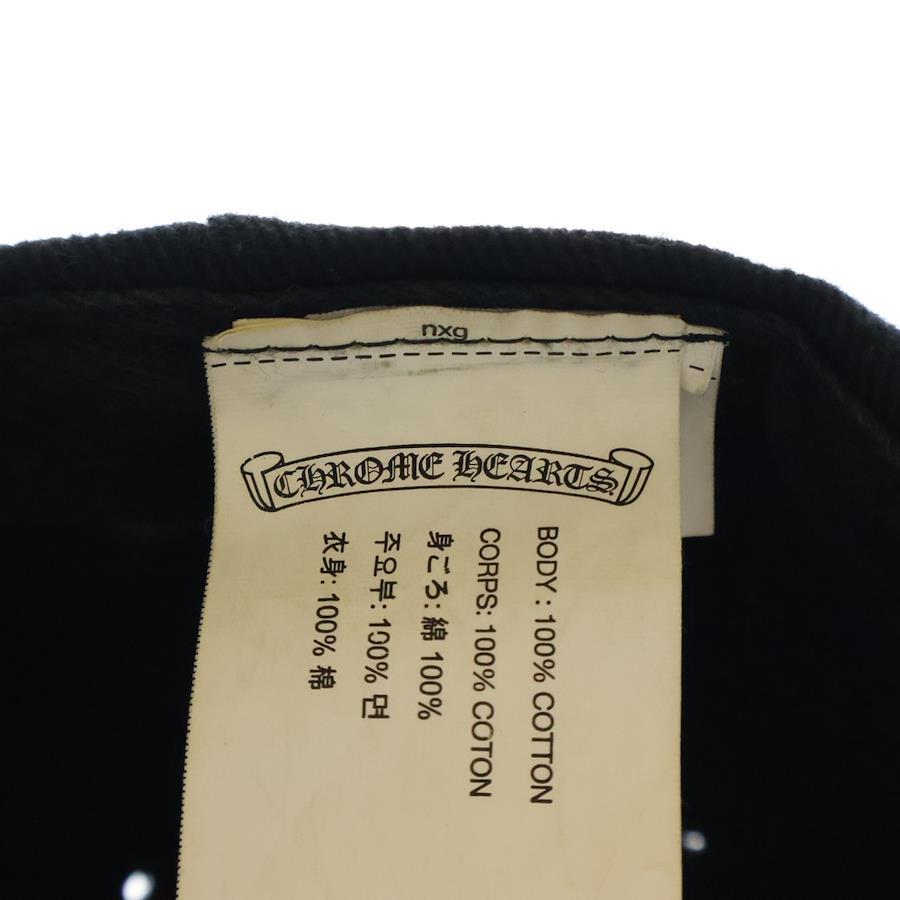 nxg
CHROME HEARTS
BODY : 100% COTTON
CORPS: 100% COTON
身ごろ: 綿 100%
주요부: 100% 면
衣身: 100% 棉